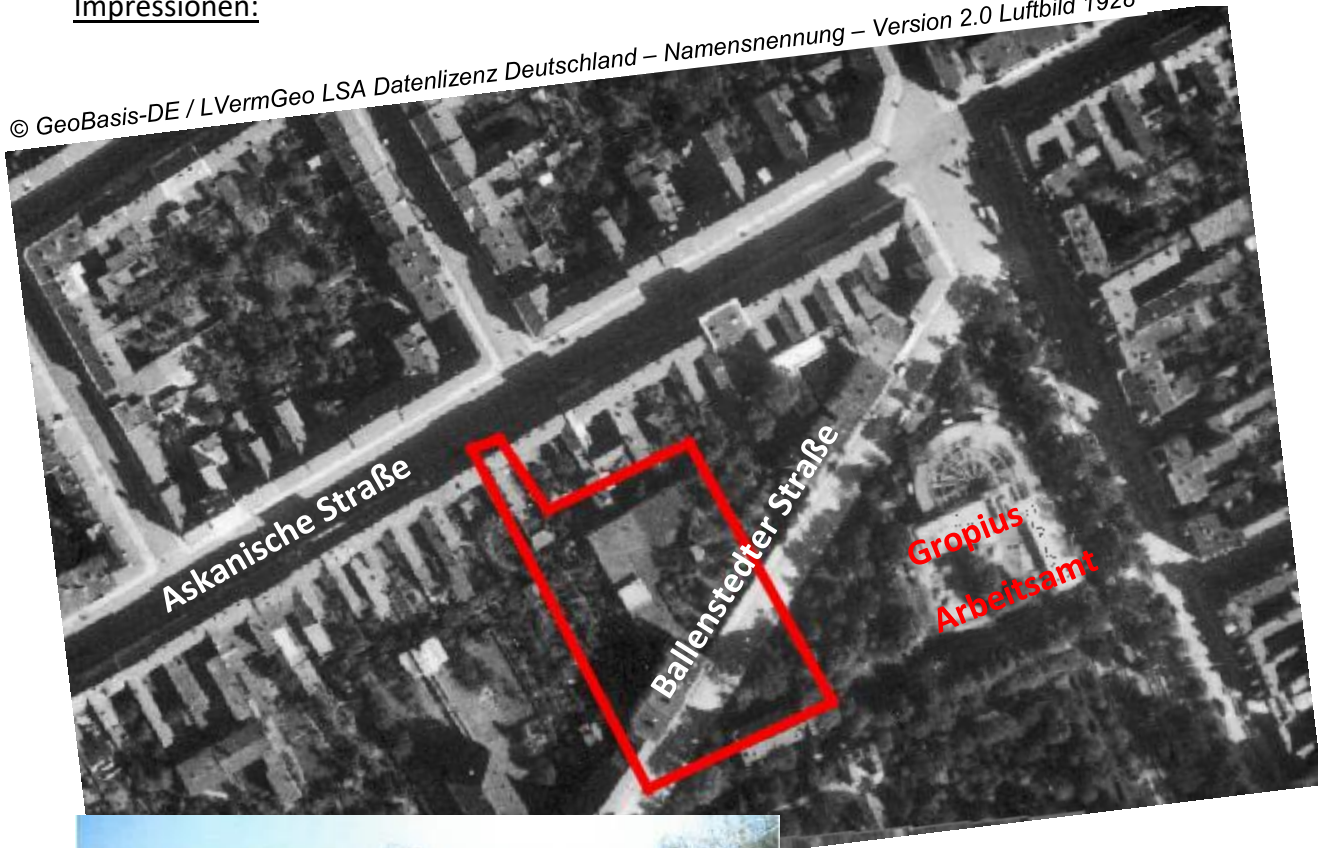 Impressionen:
© GeoBasis-DE / LVermGeo LSA Datenlizenz Deutschland – Namensnennung – Version 2.0 Luftbild 1928
Askanische Straße
Ballenstedter Straße
Gropius
Arbeitsamt